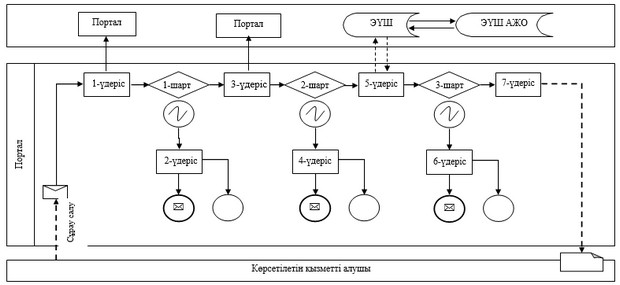 Портал
Портал
ЭҮШ
ЭҮШ АЖО
1-үдеріс
1-шарт
3-үдеріс
2-шарт
5-үдеріс
3-шарт
7-үдеріс
Портал
2-үдеріс
4-үдеріс
6-үдеріс
Сұрау салу
Көрсетілетін қызметті алушы